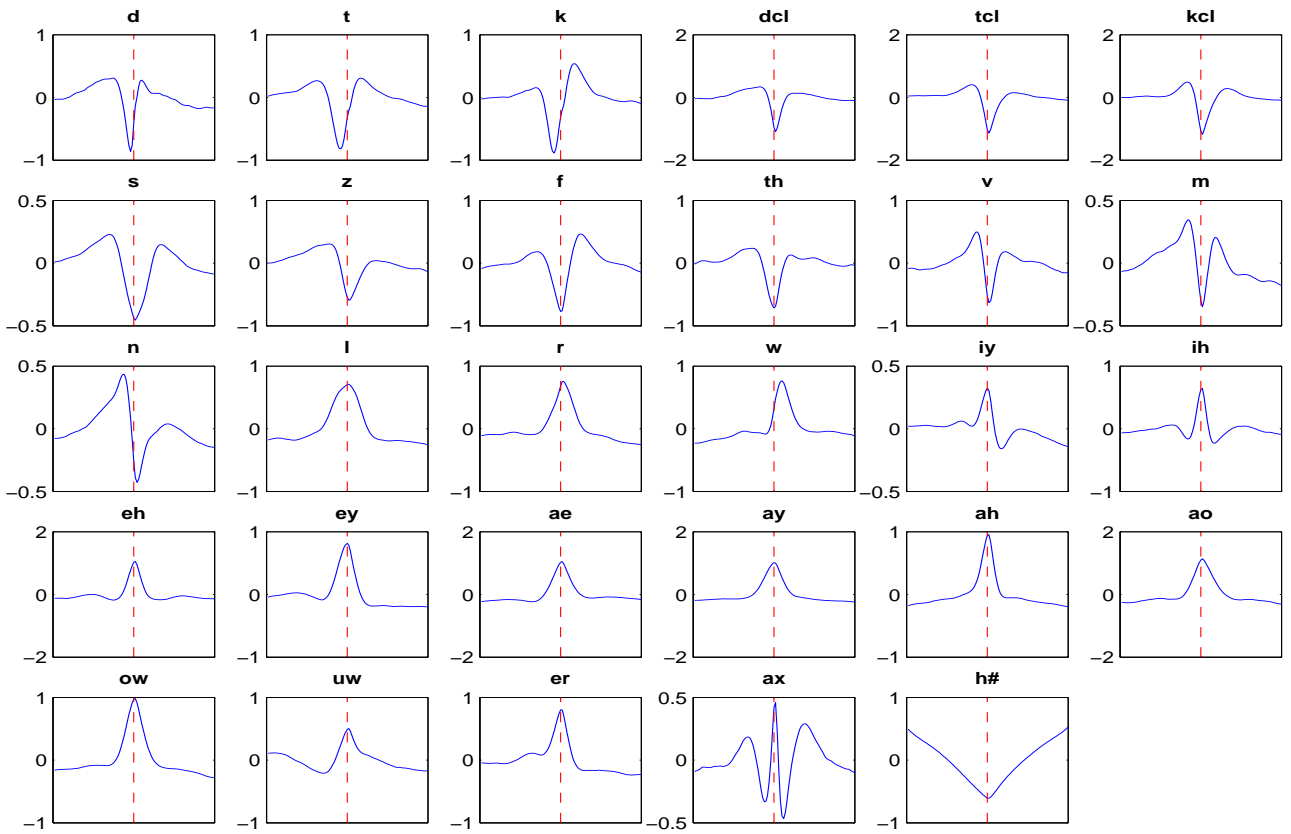 d t k dcl tcl kcl
1 1 1 2 2 2
0 0 0 0 0 0
−1 −1 −1 −2 −2 −2
s z f th v m
0.5 1 1 1 1 0.5
0 0 0 0 0 0
−0.5 −1 −1 −1 −1 −0.5
n l r w iy ih
0.5 1 1 1 0.5 1
0 0 0 0 0 0
−0.5 −1 −1 −1 −0.5 −1
eh ey ae ay ah ao
2 1 2 2 1 2
0 0 0 0 0 0
−2 −1 −2 −2 −1 −2
ow uw er ax h#
1 1 1 0.5 1
0 0 0 0 0
−1 −1 −1 −0.5 −1